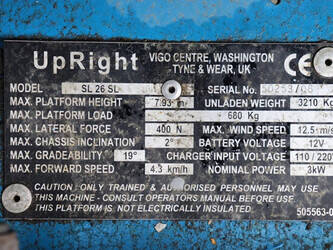 UpRight VIGO CENTRE, WASHINGTON
TYNE & WEAR, UK CE
MODEL SL 26 SL SERIAL No.
MAX. PLATFORM HEIGHT 7.93 m UNLADEN WEIGHT 3210 Kg
MAX. PLATFORM LOAD 680 Kg
MAX. LATERAL FORCE 400 N MAX. WIND SPEED 12.5m/s
MAX. CHASSIS INCLINATION 2° BATTERY VOLTAGE 12V
MAX. GRADEABILITY 19° CHARGER INPUT VOLTAGE 110 / 220
MAX. FORWARD SPEED 4.3 km/ NOMINAL POWER 3kW
CAUTION : ONLY TRAINED & AUTHORISED PERSONNEL MAY USE
THIS MACHINE - CONSULT OPERATORS MANUAL BEFORE USE
THIS PLATFORM IS NOT ELECTRICALLY INSULATED 505563-0